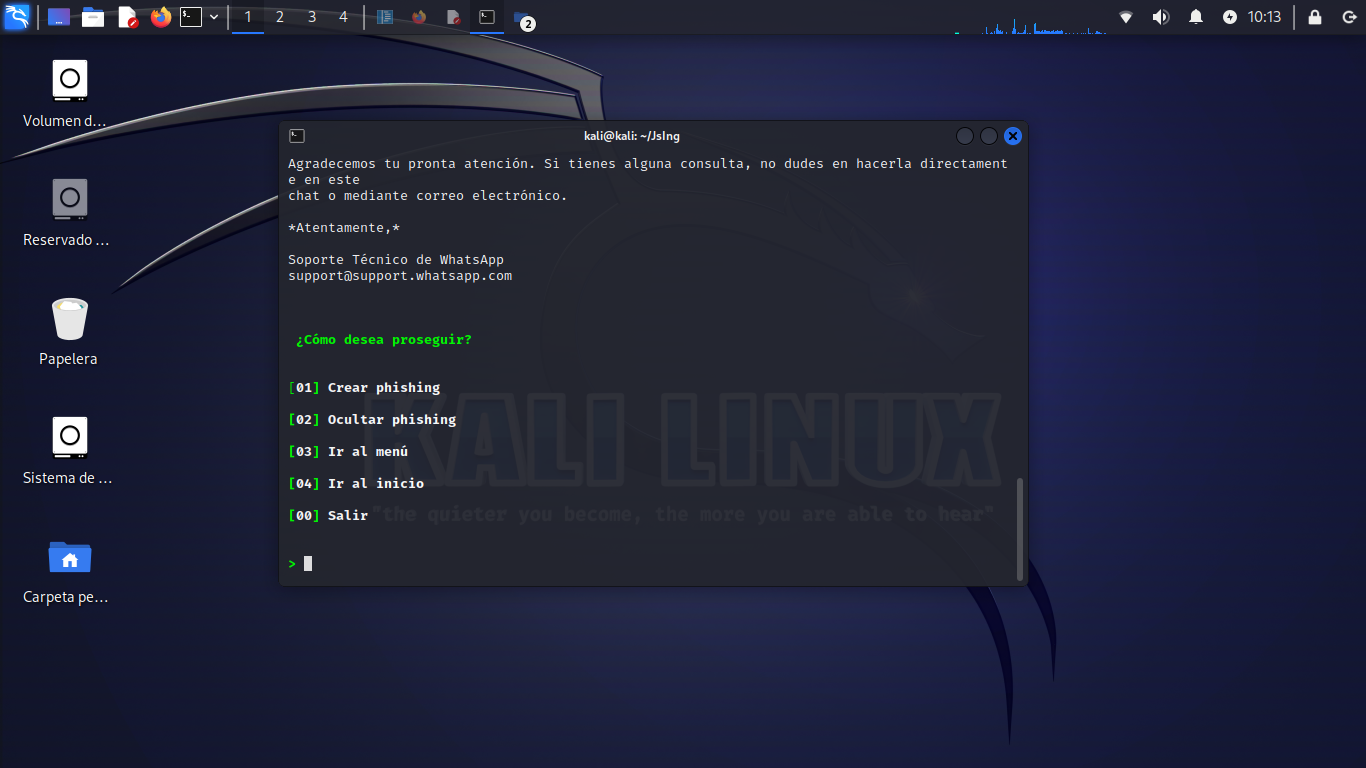 1 2 3 4
2
10:13
Volumen d...
Reservado ...
Papelera
Sistema de ...
Carpeta pe...
kali@kali: ~/JsIng
Agradecemos tu pronta atención. Si tienes alguna consulta, no dudes en hacerla directament
e en este
chat o mediante correo electrónico.
*Atentamente,*
Soporte Técnico de WhatsApp
support@support.whatsapp.com
¿Cómo desea proseguir?
[01] Crear phishing
[02] Ocultar phishing
[03] Ir al menú
[04] Ir al inicio
[00] Salir
>
KALI LINUX
"the quieter you become, the more you are able to hear"